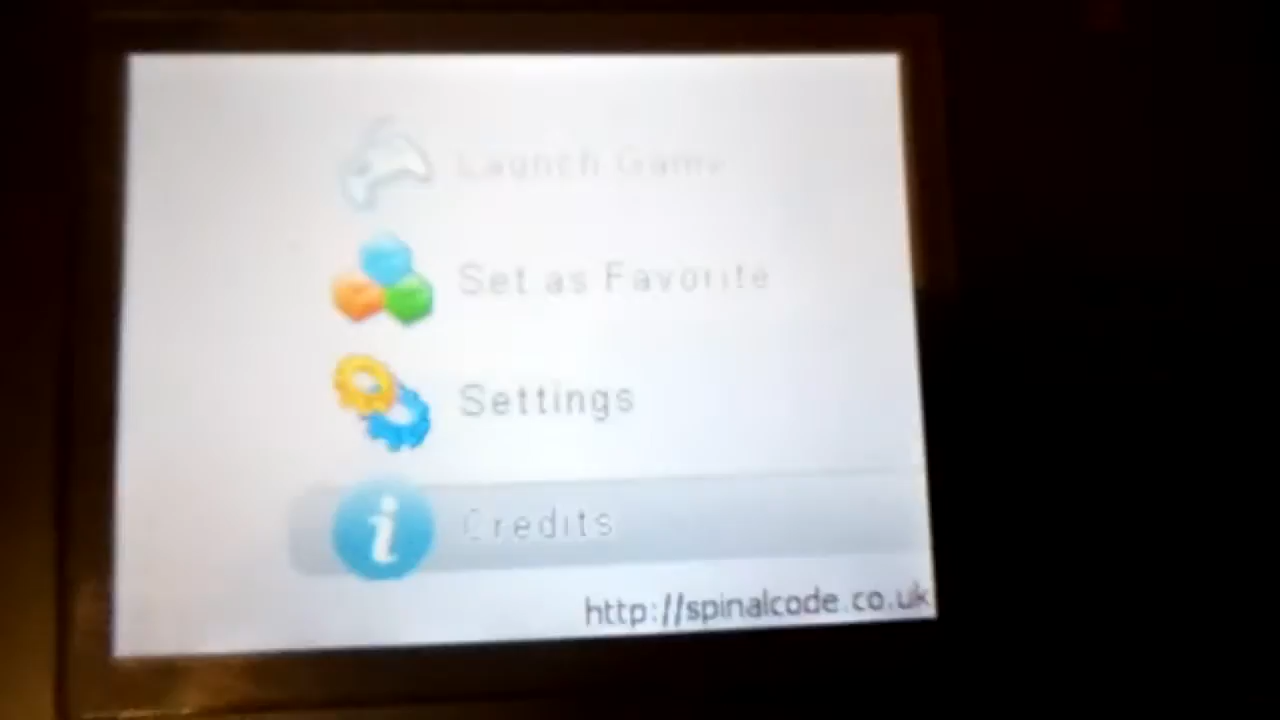 Launch Game
Set as Favorite
Settings
Credits
http://spinalcode.co.uk